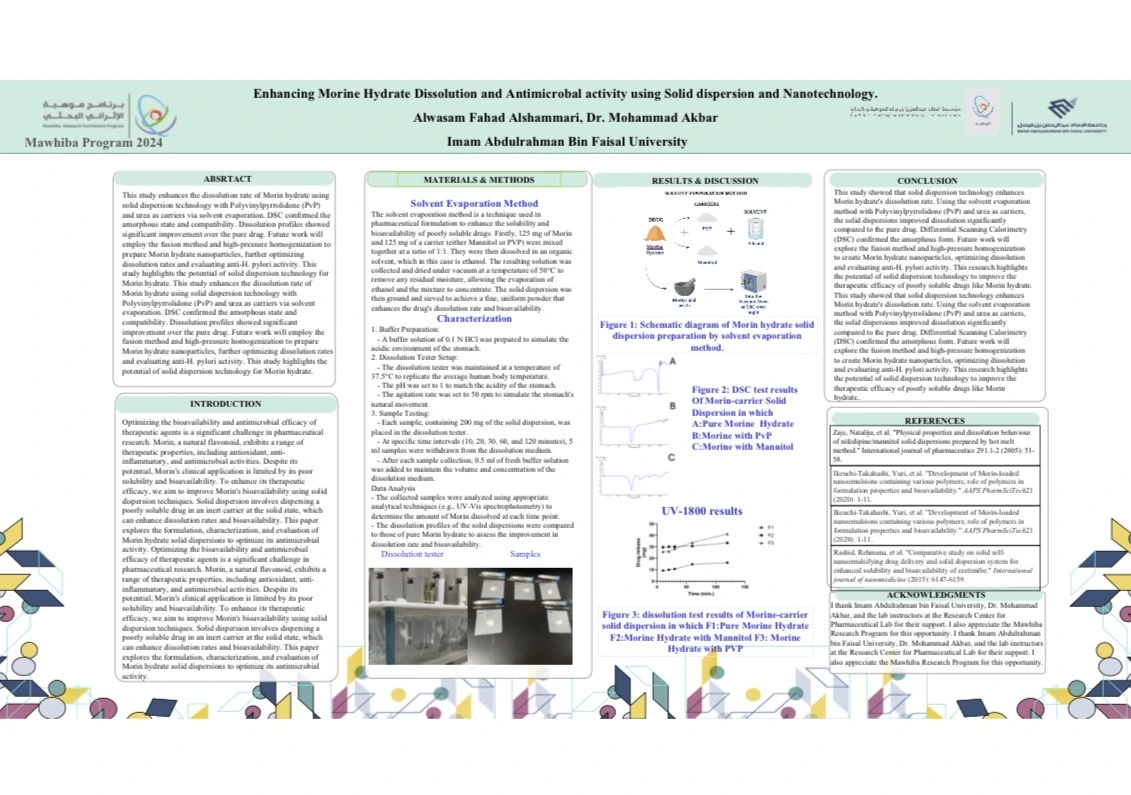 Enhancing Morine Hydrate Dissolution and Antimicrobial activity using Solid dispersion and Nanotechnology.
Alwasam Fahad Alshammari, Dr. Mohammad Akbar
Imam Abdulrahman Bin Faisal University
برنامج موهبة
الإثرائي البحثي
Mawhiba Research Enrichment Program
Mawhiba Program 2024
جامعة الإمام عبدالرحمن بن فيصل
IMAM ABDULRAHMAN BIN FAISAL UNIVERSITY
ABSRTACT
This study enhances the dissolution rate of Morin hydrate using
solid dispersion technology with Polyvinylpyrrolidone (PvP)
and urea as carriers via solvent evaporation. DSC confirmed the
amorphous state and compatibility. Dissolution profiles showed
significant improvement over the pure drug. Future work will
employ the fusion method and high-pressure homogenization to
prepare Morin hydrate nanoparticles, further optimizing
dissolution rates and evaluating anti-H. pylori activity. This
study highlights the potential of solid dispersion technology for
Morin hydrate. This study enhances the dissolution rate of
Morin hydrate using solid dispersion technology with
Polyvinylpyrrolidone (PvP) and urea as carriers via solvent
evaporation. DSC confirmed the amorphous state and
compatibility. Dissolution profiles showed significant
improvement over the pure drug. Future work will employ the
fusion method and high-pressure homogenization to prepare
Morin hydrate nanoparticles, further optimizing dissolution rates
and evaluating anti-H. pylori activity. This study highlights the
potential of solid dispersion technology for Morin hydrate.
INTRODUCTION
Optimizing the bioavailability and antimicrobial efficacy of
therapeutic agents is a significant challenge in pharmaceutical
research. Morin, a natural flavonoid, exhibits a range of
therapeutic properties, including antioxidant, anti-
inflammatory, and antimicrobial activities. Despite its
potential, Morin's clinical application is limited by its poor
solubility and bioavailability. To enhance its therapeutic
efficacy, we aim to improve Morin's bioavailability using solid
dispersion techniques. Solid dispersion involves dispersing a
poorly soluble drug in an inert carrier at the solid state, which
can enhance dissolution rates and bioavailability. This paper
explores the formulation, characterization, and evaluation of
Morin hydrate solid dispersions to optimize its antimicrobial
activity. Optimizing the bioavailability and antimicrobial
efficacy of therapeutic agents is a significant challenge in
pharmaceutical research. Morin, a natural flavonoid, exhibits a
range of therapeutic properties, including antioxidant, anti-
inflammatory, and antimicrobial activities. Despite its
potential, Morin's clinical application is limited by its poor
solubility and bioavailability. To enhance its therapeutic
efficacy, we aim to improve Morin's bioavailability using solid
dispersion techniques. Solid dispersion involves dispersing a
poorly soluble drug in an inert carrier at the solid state, which
can enhance dissolution rates and bioavailability. This paper
explores the formulation, characterization, and evaluation of
Morin hydrate solid dispersions to optimize its antimicrobial
activity.
MATERIALS & METHODS
Solvent Evaporation Method
The solvent evaporation method is a technique used in
pharmaceutical formulation to enhance the solubility and
bioavailability of poorly soluble drugs. Firstly, 125 mg of Morin
and 125 mg of a carrier (either Mannitol or PVP) were mixed
together at a ratio of 1:1. They were then dissolved in an organic
solvent, which in this case is ethanol. The resulting solution was
collected and dried under vacuum at a temperature of 50°C to
remove any residual moisture, allowing the evaporation of
ethanol and the mixture to concentrate. The solid dispersion was
then ground and sieved to achieve a fine, uniform powder that
enhances the drug's dissolution rate and bioavailability.
Characterization
1. Buffer Preparation:
- A buffer solution of 0.1 N HCl was prepared to simulate the
acidic environment of the stomach.
2. Dissolution Tester Setup:
- The dissolution tester was maintained at a temperature of
37.5°C to replicate the average human body temperature.
- The pH was set to 1 to match the acidity of the stomach.
- The agitation rate was set to 50 rpm to simulate the stomach's
natural movement.
3. Sample Testing:
- Each sample, containing 200 mg of the solid dispersion, was
placed in the dissolution tester.
- At specific time intervals (10, 20, 30, 60, and 120 minutes), 5
ml samples were withdrawn from the dissolution medium.
- After each sample collection, 0.5 ml of fresh buffer solution
was added to maintain the volume and concentration of the
dissolution medium.
Data Analysis
- The collected samples were analyzed using appropriate
analytical techniques (e.g., UV-Vis spectrophotometry) to
determine the amount of Morin dissolved at each time point.
- The dissolution profiles of the solid dispersions were compared
to those of pure Morin hydrate to assess the improvement in
dissolution rate and bioavailability.
Dissolution tester Samples
RESULTS & DISCUSSION
SOLVENT EVAPORATION METHOD
CARRIERS
DRUG
SOLVENT
PVP
Morine
Hydrate
Ethanol
Mannitol
Figure 1: Schematic diagram of Morin hydrate solid
dispersion preparation by solvent evaporation
method.
A
B
C
Figure 2: DSC test results
Of Morin-carrier Solid
Dispersion in which
A:Pure Morine Hydrate
B:Morine with PvP
C:Morine with Mannitol
UV-1800 results
Drug release (mg)
50
40
30
20
10
0
0 50 100 150
Time (min.)
F1
F2
F3
Figure 3: dissolution test results of Morine-carrier
solid dispersion in which F1:Pure Morine Hydrate
F2:Morine Hydrate with Mannitol F3: Morine
Hydrate with PVP
CONCLUSION
This study showed that solid dispersion technology enhances
Morin hydrate's dissolution rate. Using the solvent evaporation
method with Polyvinylpyrrolidone (PvP) and urea as carriers,
the solid dispersions improved dissolution significantly
compared to the pure drug. Differential Scanning Calorimetry
(DSC) confirmed the amorphous form. Future work will
explore the fusion method and high-pressure homogenization
to create Morin hydrate nanoparticles, optimizing dissolution
and evaluating anti-H. pylori activity. This research highlights
the potential of solid dispersion technology to improve the
therapeutic efficacy of poorly soluble drugs like Morin hydrate.
This study showed that solid dispersion technology enhances
Morin hydrate's dissolution rate. Using the solvent evaporation
method with Polyvinylpyrrolidone (PvP) and urea as carriers,
the solid dispersions improved dissolution significantly
compared to the pure drug. Differential Scanning Calorimetry
(DSC) confirmed the amorphous form. Future work will
explore the fusion method and high-pressure homogenization
to create Morin hydrate nanoparticles, optimizing dissolution
and evaluating anti-H. pylori activity. This research highlights
the potential of solid dispersion technology to improve the
therapeutic efficacy of poorly soluble drugs like Morin
hydrate..
REFERENCES
Zajc, Natalija, et al. "Physical properties and dissolution behaviour
of nifedipine/mannitol solid dispersions prepared by hot melt
method." International journal of pharmaceutics 291.1-2 (2005): 51-
58.
Ikeuchi-Takahashi, Yuri, et al. "Development of Morin-loaded
nanoemulsions containing various polymers; role of polymers in
formulation properties and bioavailability." AAPS PharmSciTech21
(2020): 1-11.
Ikeuchi-Takahashi, Yuri, et al. "Development of Morin-loaded
nanoemulsions containing various polymers; role of polymers in
formulation properties and bioavailability." AAPS PharmSciTech21
(2020): 1-11.
Rashid, Rehmana, et al. "Comparative study on solid self-
nanoemulsifying drug delivery and solid dispersion system for
enhanced solubility and bioavailability of ezetimibe." International
journal of nanomedicine (2015): 6147-6159.
ACKNOWLEDGMENTS
I thank Imam Abdulrahman bin Faisal University, Dr. Mohammad
Akbar, and the lab instructors at the Research Center for
Pharmaceutical Lab for their support. I also appreciate the Mawhiba
Research Program for this opportunity. I thank Imam Abdulrahman
bin Faisal University, Dr. Mohammad Akbar, and the lab instructors
at the Research Center for Pharmaceutical Lab for their support. I
also appreciate the Mawhiba Research Program for this opportunity.